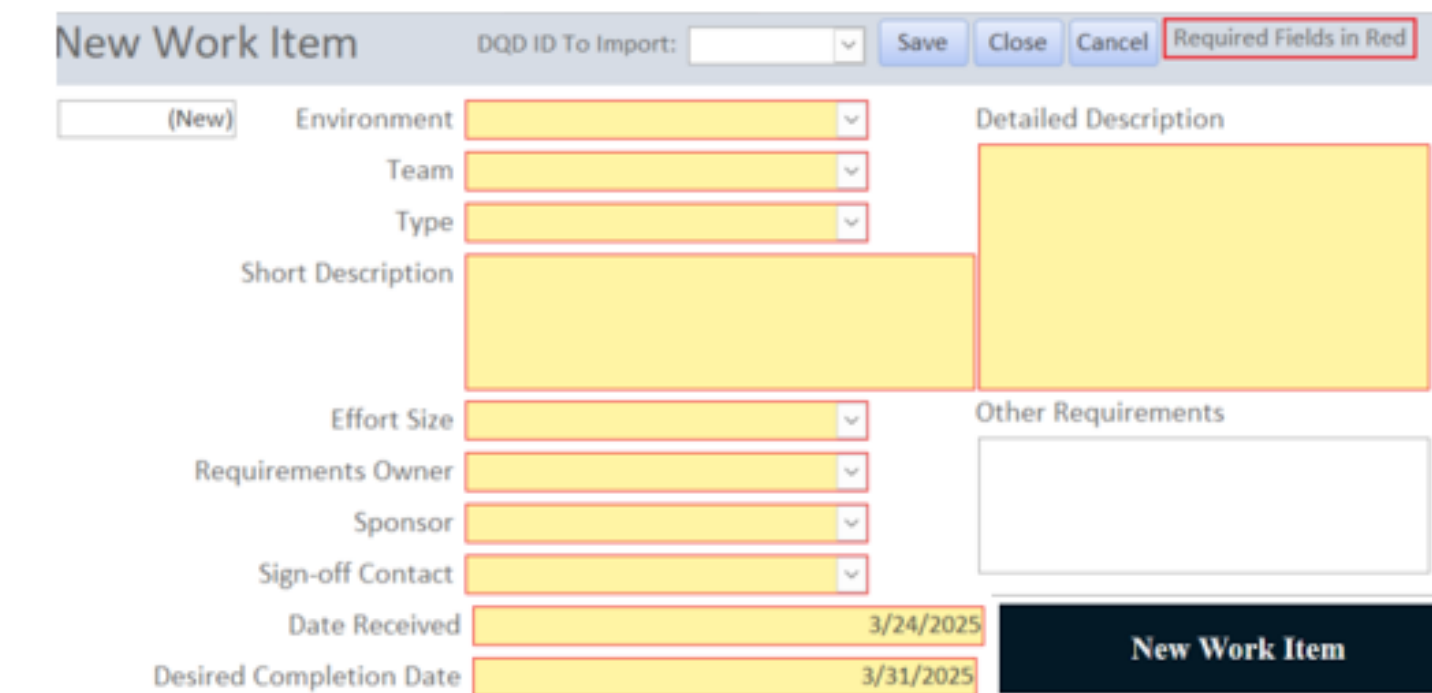 New Work Item DQD ID To Import: Save Close Cancel Required Fields in Red
(New) Environment Detailed Description
Team
Type
Short Description
Effort Size Other Requirements
Requirements Owner
Sponsor
Sign-off Contact
Date Received 3/24/2025
New Work Item
Desired Completion Date 3/31/2025